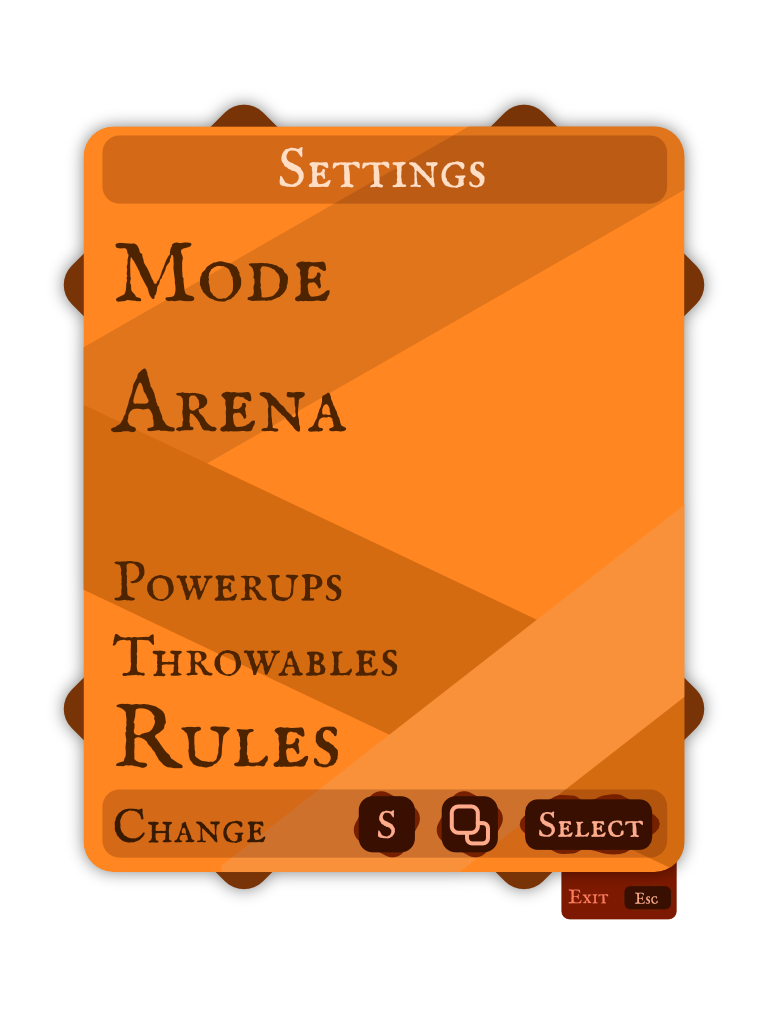 Settings
Mode
Arena
Powerups
Throwables
Rules
Change S Select
Exit Esc